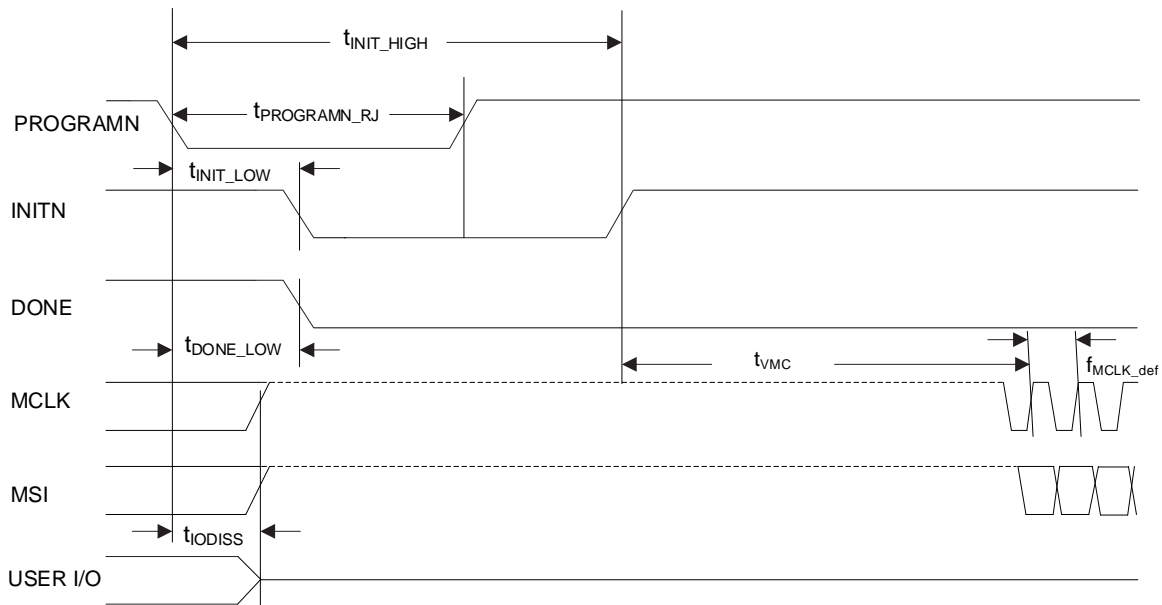 tINIT_HIGH
PROGRAMN
tPROGRAMN_RJ
tINIT_LOW
INITN
DONE
tDONE_LOW
tVMC
fMCLK_def
MCLK
MSI
tIODISS
USER I/O